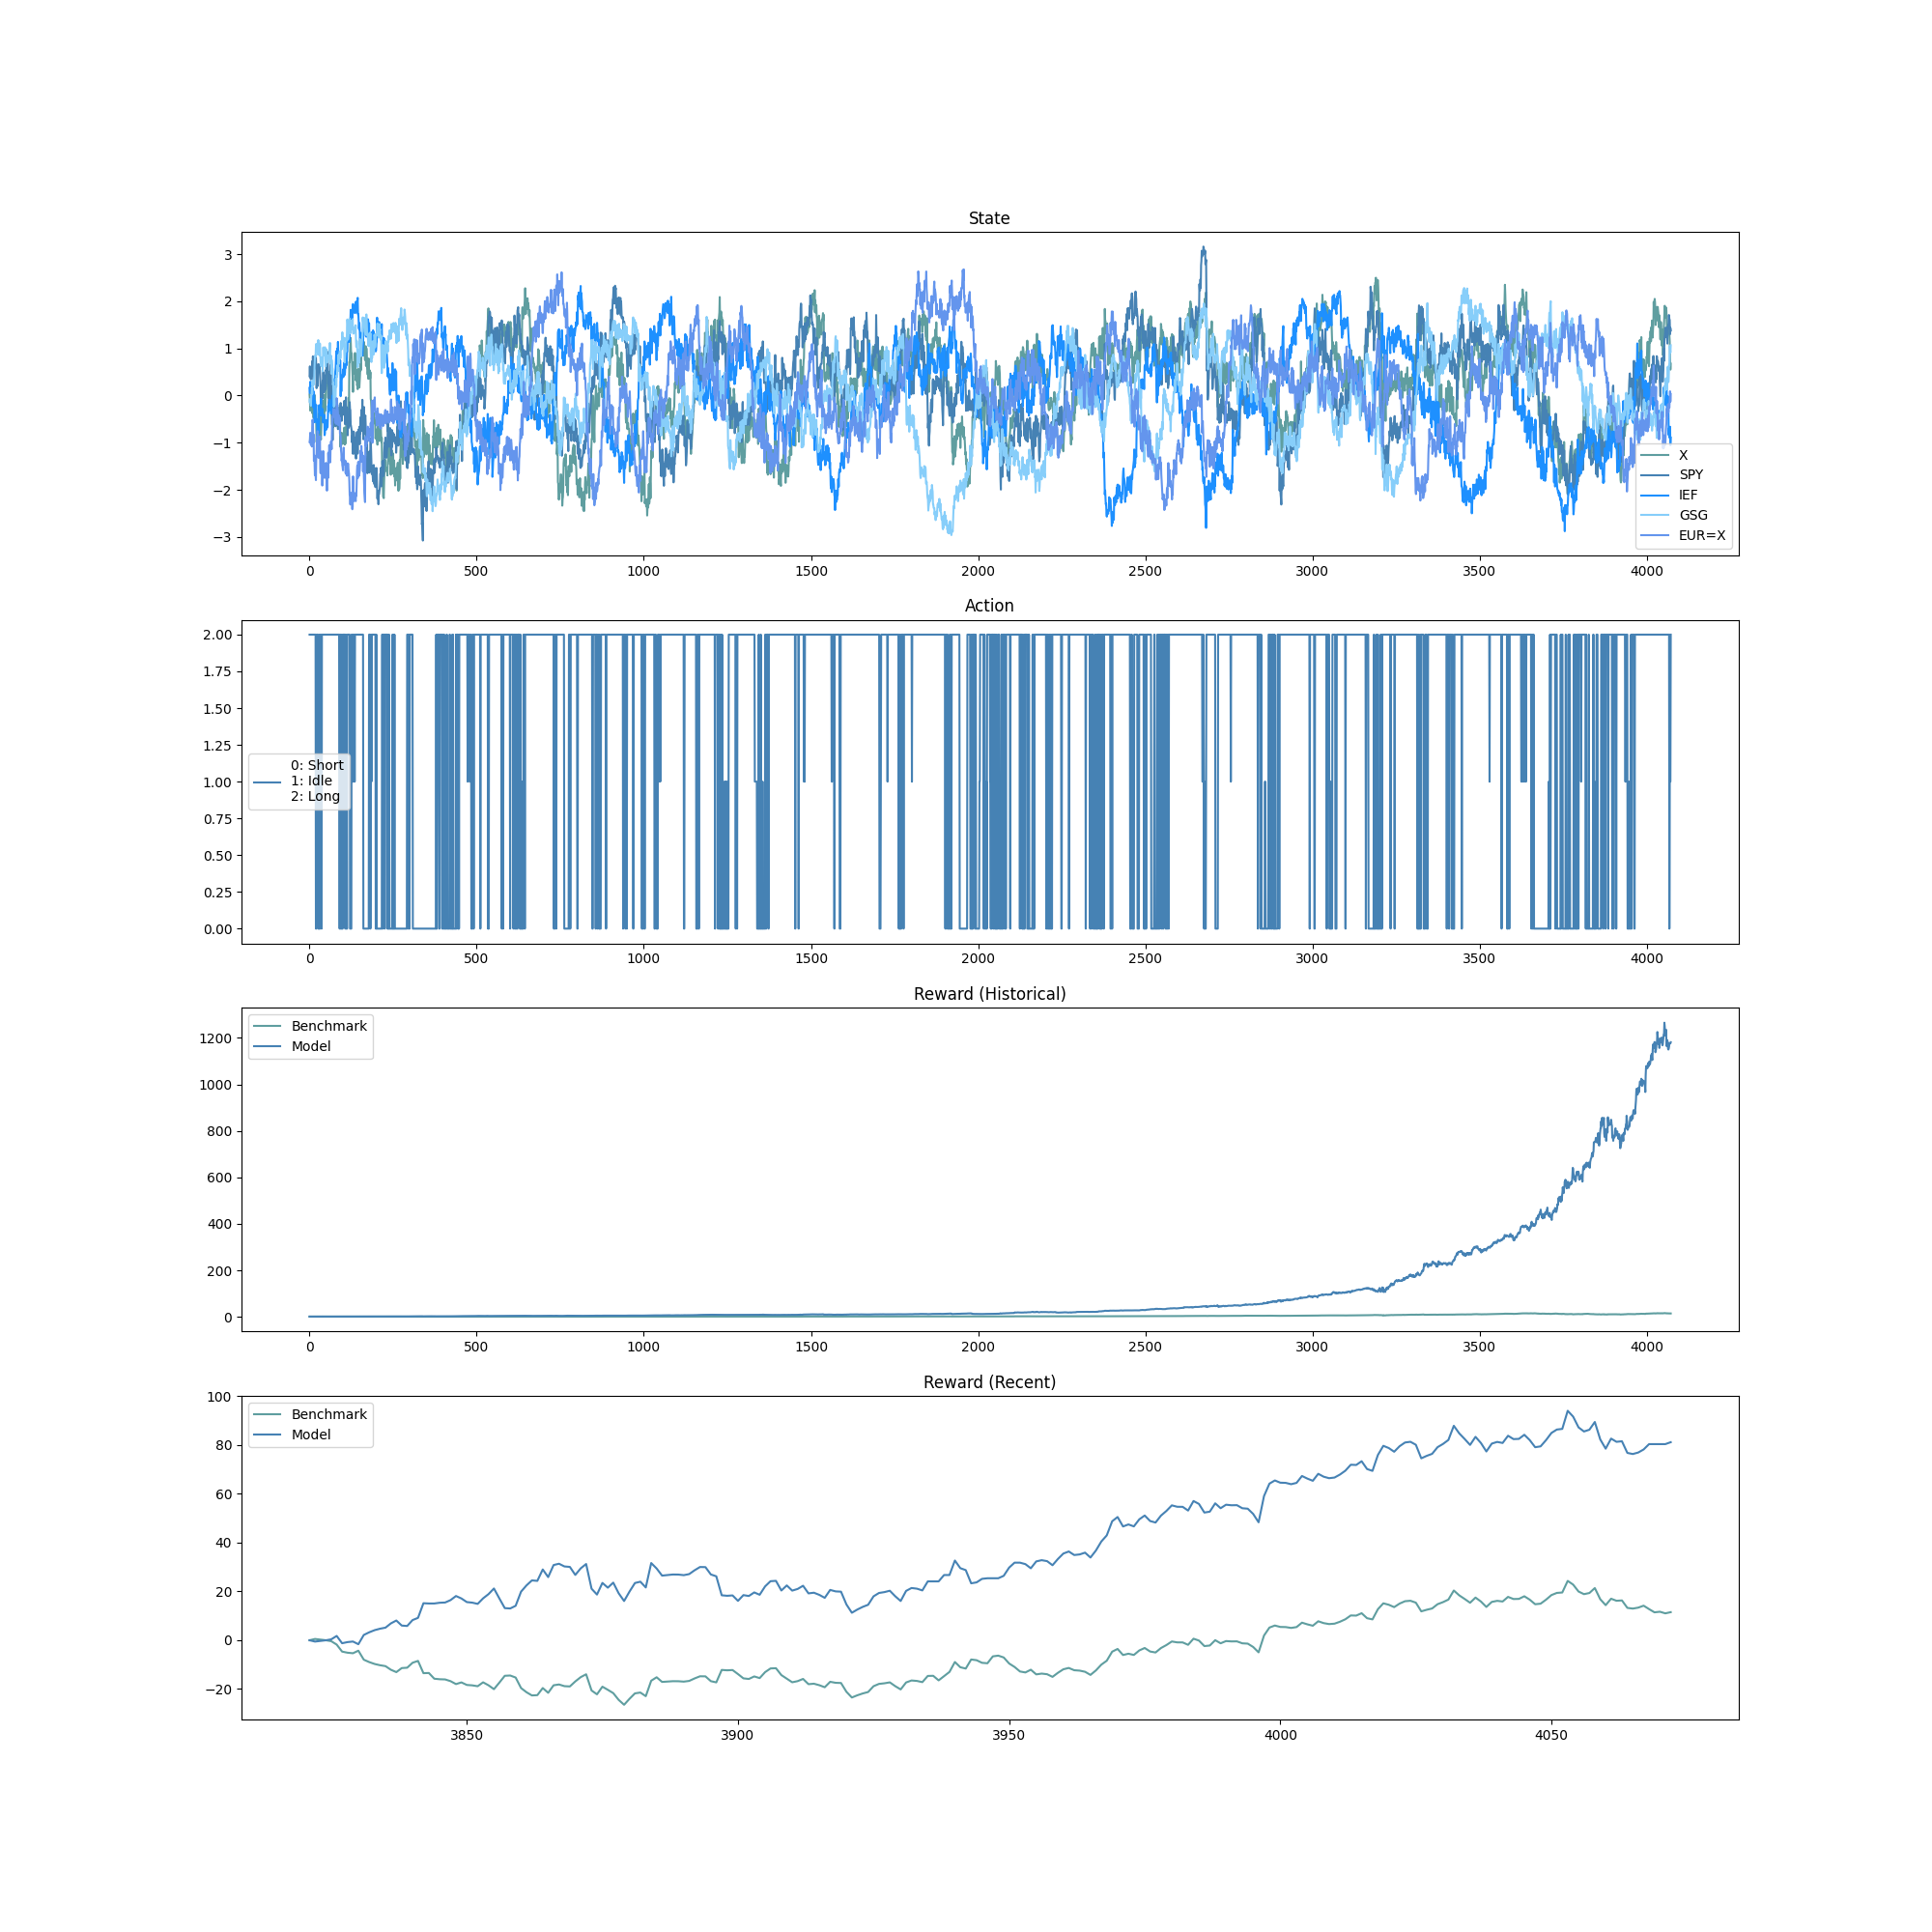 State
3
2
1
0
−1
−2
−3
X
SPY
IEF
GSG
EUR=X
0 500 1000 1500 2000 2500 3000 3500 4000
Action
2.00
1.75
1.50
1.25
1.00
0.75
0.50
0.25
0.00
0: Short
1: Idle
2: Long
0 500 1000 1500 2000 2500 3000 3500 4000
Reward (Historical)
Benchmark
Model
1200
1000
800
600
400
200
0
0 500 1000 1500 2000 2500 3000 3500 4000
Reward (Recent)
Benchmark
Model
100
80
60
40
20
0
−20
3850 3900 3950 4000 4050